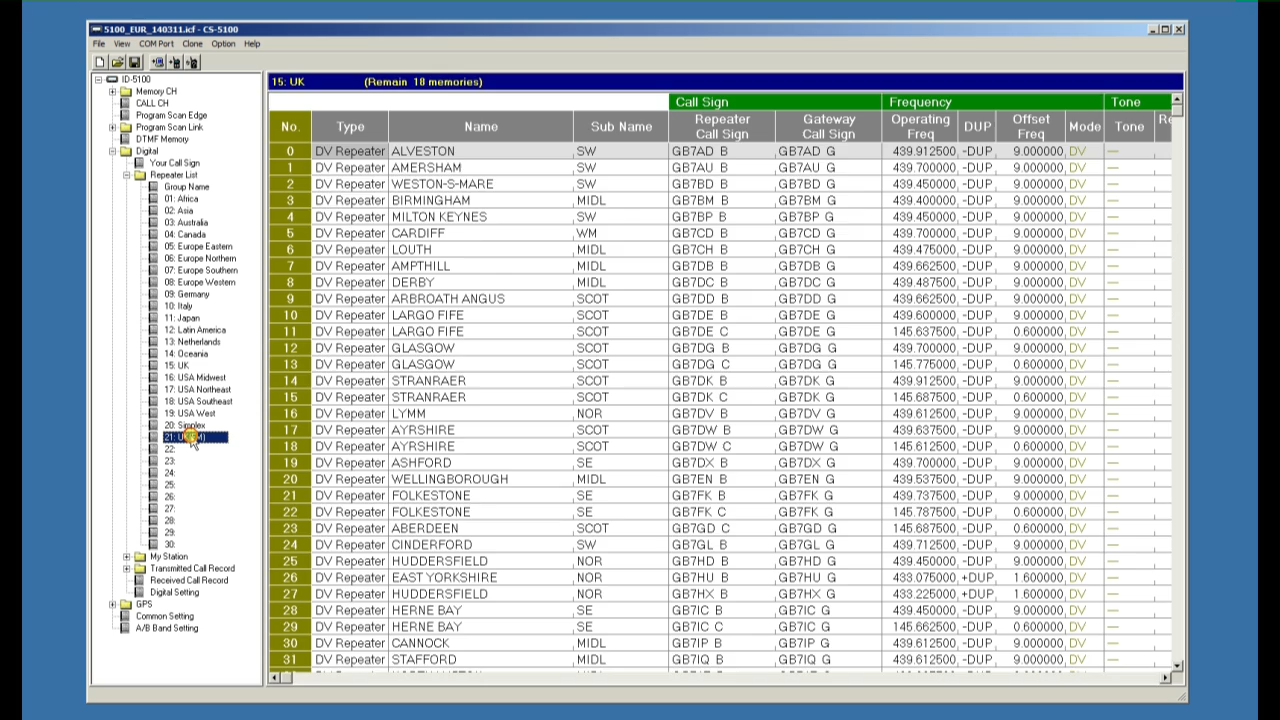 5100_EUR_140311.icf - CS-5100
File View COM Port Clone Option Help
ID-5100
Memory CH
CALL CH
Program Scan Edge
Program Scan Link
DTMF Memory
Digital
Your Call Sign
Repeater List
Group Name
01: Africa
02: Asia
03: Australia
04: Canada
05: Europe Eastern
06: Europe Northern
07: Europe Southern
08: Europe Western
09: Germany
10: Italy
11: Japan
12: Latin America
13: Netherlands
14: Oceania
15: UK
16: USA Midwest
17: USA Northeast
18: USA Southeast
19: USA West
20: Simplex
21:
22:
23:
24:
25:
26:
27:
28:
29:
30:
My Station
Transmitted Call Record
Received Call Record
Digital Setting
GPS
Common Setting
A/B Band Setting
15: UK (Remain 18 memories)
Call Sign Frequency Tone
No. Type Name Sub Name Repeater Call Sign Gateway Call Sign Operating Freq DUP Offset Freq Mode Tone
0 DV Repeater ALVESTON SW GB7AD B GB7AD G 439.912500 -DUP 9.000000 DV —
1 DV Repeater AMERSHAM SW GB7AU B GB7AU G 439.700000 -DUP 9.000000 DV —
2 DV Repeater WESTON-S-MARE SW GB7BD B GB7BD G 439.450000 -DUP 9.000000 DV —
3 DV Repeater BIRMINGHAM MIDL GB7BM B GB7BM G 439.400000 -DUP 9.000000 DV —
4 DV Repeater MILTON KEYNES SW GB7BP B GB7BP G 439.450000 -DUP 9.000000 DV —
5 DV Repeater CARDIFF WM GB7CD B GB7CD G 439.700000 -DUP 9.000000 DV —
6 DV Repeater LOUTH MIDL GB7CH B GB7CH G 439.475000 -DUP 9.000000 DV —
7 DV Repeater AMPTHILL MIDL GB7DB B GB7DB G 439.662500 -DUP 9.000000 DV —
8 DV Repeater DERBY MIDL GB7DC B GB7DC G 439.487500 -DUP 9.000000 DV —
9 DV Repeater ARBROATH ANGUS SCOT GB7DD B GB7DD G 439.662500 -DUP 9.000000 DV —
10 DV Repeater LARGO FIFE SCOT GB7DE B GB7DE G 439.600000 -DUP 9.000000 DV —
11 DV Repeater LARGO FIFE SCOT GB7DE C GB7DE G 145.637500 -DUP 0.600000 DV —
12 DV Repeater GLASGOW SCOT GB7DG B GB7DG G 439.700000 -DUP 9.000000 DV —
13 DV Repeater GLASGOW SCOT GB7DG C GB7DG G 145.775000 -DUP 0.600000 DV —
14 DV Repeater STRANRAER SCOT GB7DK B GB7DK G 439.912500 -DUP 9.000000 DV —
15 DV Repeater STRANRAER SCOT GB7DK C GB7DK G 145.687500 -DUP 0.600000 DV —
16 DV Repeater LYMM NOR GB7DV B GB7DV G 439.500000 -DUP 9.000000 DV —
17 DV Repeater AYRSHIRE SCOT GB7DW B GB7DW G 439.637500 -DUP 9.000000 DV —
18 DV Repeater AYRSHIRE SCOT GB7DW C GB7DW G 145.612500 -DUP 0.600000 DV —
19 DV Repeater ASHFORD SE GB7DX B GB7DX G 439.700000 -DUP 9.000000 DV —
20 DV Repeater WELLINGBOROUGH MIDL GB7EN B GB7EN G 439.537500 -DUP 9.000000 DV —
21 DV Repeater FOLKESTONE SE GB7FK B GB7FK G 439.737500 -DUP 9.000000 DV —
22 DV Repeater FOLKESTONE SE GB7FK C GB7FK G 145.787500 -DUP 0.600000 DV —
23 DV Repeater ABERDEEN SCOT GB7GD C GB7GD G 145.687500 -DUP 0.600000 DV —
24 DV Repeater CINDERFORD SW GB7GL B GB7GL G 439.712500 -DUP 9.000000 DV —
25 DV Repeater HUDDERSFIELD NOR GB7HD B GB7HD G 439.450000 -DUP 9.000000 DV —
26 DV Repeater EAST YORKSHIRE NOR GB7HU B GB7HU G 433.075000 +DUP 1.600000 DV —
27 DV Repeater HUDDERSFIELD NOR GB7HX B GB7HX G 433.225000 +DUP 1.600000 DV —
28 DV Repeater HERNE BAY SE GB7IC B GB7IC G 439.450000 -DUP 9.000000 DV —
29 DV Repeater HERNE BAY SE GB7IC C GB7IC G 145.662500 -DUP 0.600000 DV —
30 DV Repeater CANNOCK MIDL GB7IP B GB7IP G 439.612500 -DUP 9.000000 DV —
31 DV Repeater STAFFORD MIDL GB7IQ B GB7IQ G 439.612500 -DUP 9.000000 DV —